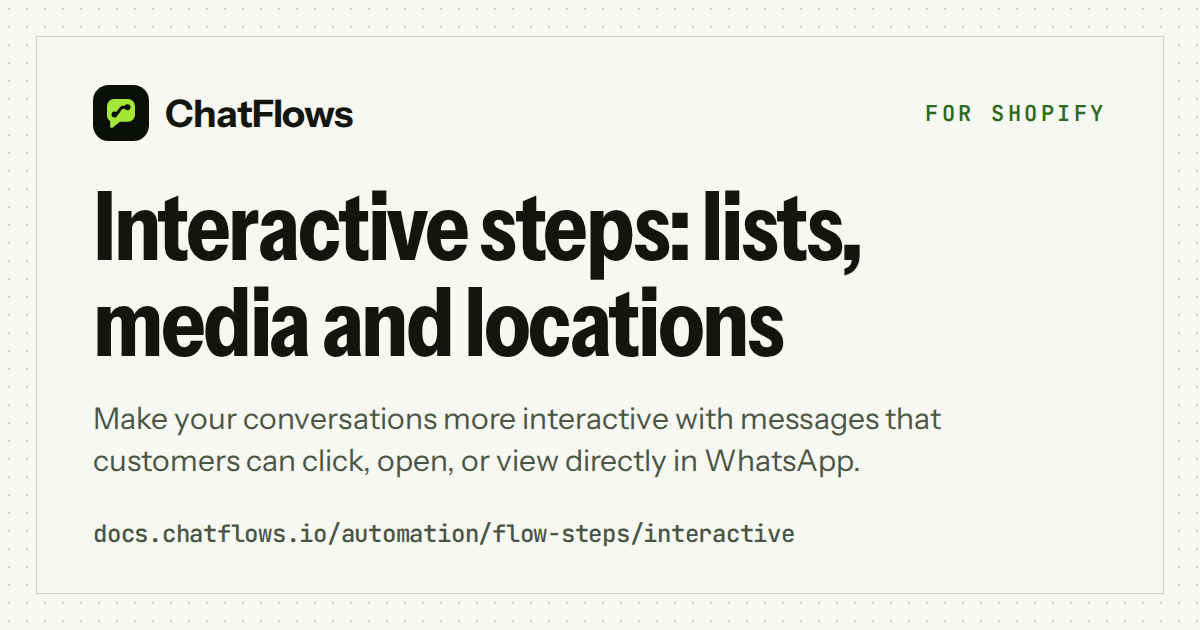 ChatFlows
FOR SHOPIFY
Interactive steps: lists,
media and locations
Make your conversations more interactive with messages that
customers can click, open, or view directly in WhatsApp.
docs.chatflows.io/automation/flow-steps/interactive